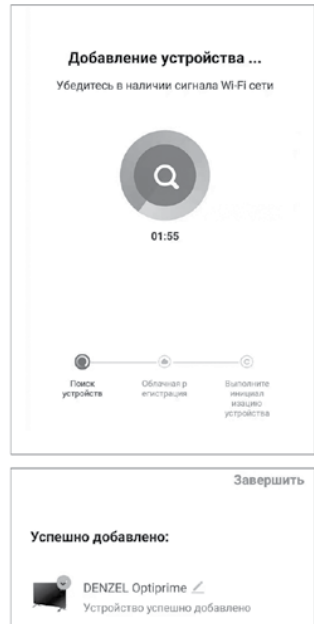 Добавление устройства ...
Убедитесь в наличии сигнала Wi-Fi сети
01:55
Поиск
устройств
Облачная р
егистрация
Выполните
инициал
изацию
устройства
Завершить
Успешно добавлено:
DENZEL Optiprime
Устройство успешно добавлено